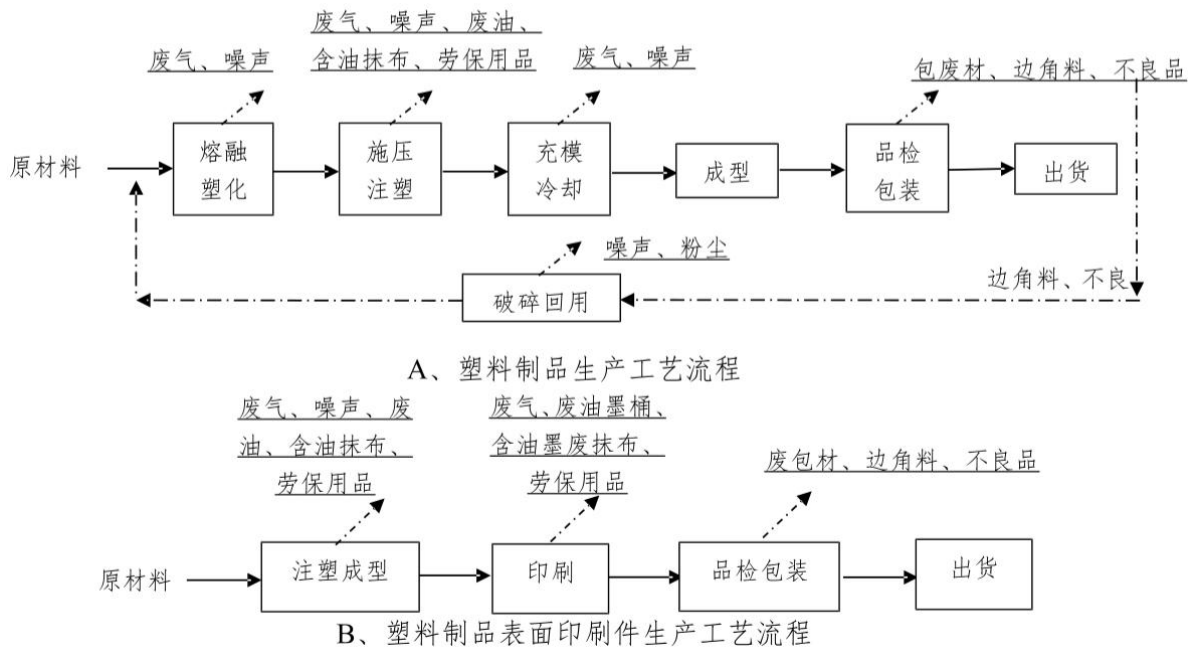 废气、噪声
废气、噪声、废油、
含油抹布、劳保用品
废气、噪声
包废材、边角料、不良品
原材料
熔融
塑化
施压
注塑
充模
冷却
成型
品检
包装
出货
噪声、粉尘
破碎回用
边角料、不良
A、塑料制品生产工艺流程
废气、噪声、废
油、含油抹布、
劳保用品
废气、废油墨桶、
含油墨废抹布、
劳保用品
废包材、边角料、不良品
原材料
注塑成型
印刷
品检包装
出货
B、塑料制品表面印刷件生产工艺流程